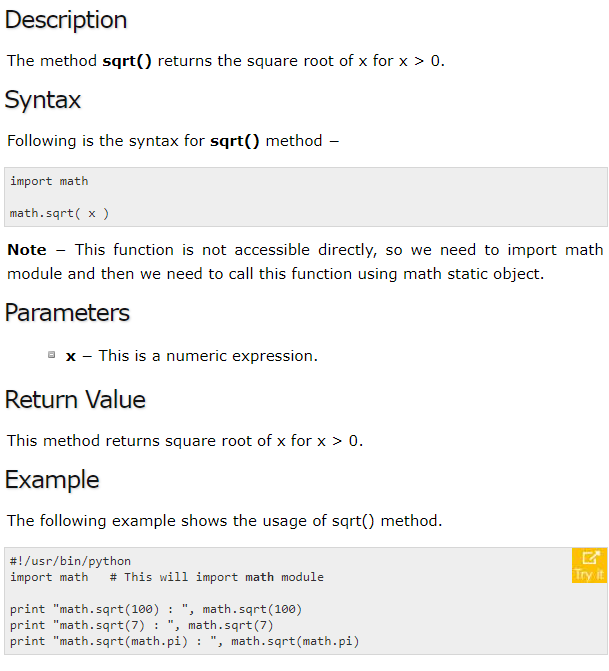 Description
The method sqrt() returns the square root of x for x > 0.
Syntax
Following is the syntax for sqrt() method −
import math
math.sqrt( x )
Note − This function is not accessible directly, so we need to import math
module and then we need to call this function using math static object.
Parameters
x − This is a numeric expression.
Return Value
This method returns square root of x for x > 0.
Example
The following example shows the usage of sqrt() method.
#!/usr/bin/python
Try it
import math   # This will import math module
print "math.sqrt(100) : ", math.sqrt(100)
print "math.sqrt(7) : ", math.sqrt(7)
print "math.sqrt(math.pi) : ", math.sqrt(math.pi)